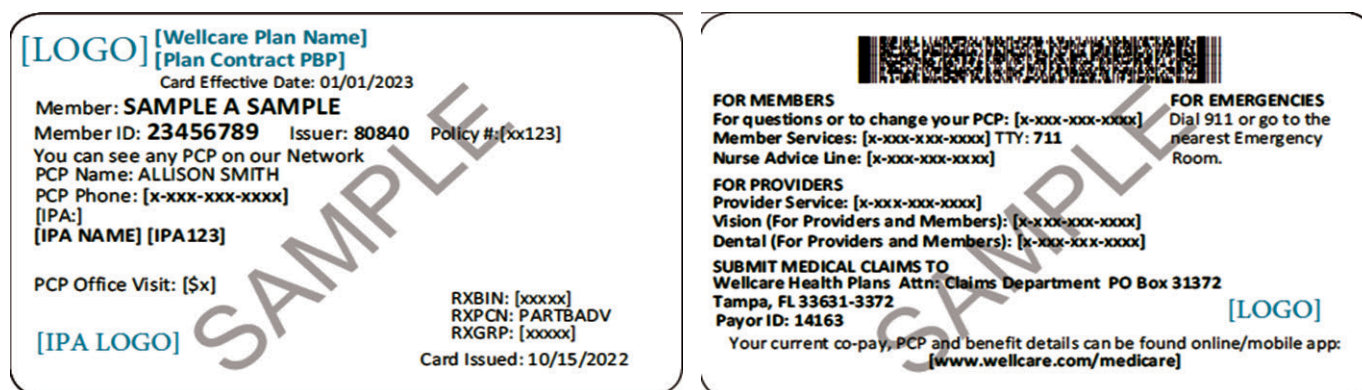 [LOGO] [Wellcare Plan Name]
[Plan Contract PBP]
Card Effective Date: 01/01/2023
Member: SAMPLE A SAMPLE
Member ID: 23456789 Issuer: 80840 Policy #:[xx123]
You can see any PCP on our Network
PCP Name: ALLISON SMITH
PCP Phone: [x-xxx-xxx-xxxx]
[IPA:]
[IPA NAME] [IPA123]
PCP Office Visit: [$x]
RXBIN: [xxxxx]
RXPCN: PARTBADV
RXGRP: [xxxxx]
[IPA LOGO]
Card Issued: 10/15/2022
SAMPLE
FOR MEMBERS
For questions or to change your PCP: [x-xxx-xxx-xxxx]
Member Services: [x-xxx-xxx-xxxx] TTY: 711
Nurse Advice Line: [x-xxx-xxx-xxxx]
FOR EMERGENCIES
Dial 911 or go to the
nearest Emergency
Room.
FOR PROVIDERS
Provider Service: [x-xxx-xxx-xxxx]
Vision (For Providers and Members): [x-xxx-xxx-xxxx]
Dental (For Providers and Members): [x-xxx-xxx-xxxx]
SUBMIT MEDICAL CLAIMS TO
Wellcare Health Plans Attn: Claims Department PO Box 31372
Tampa, FL 33631-3372
Payor ID: 14163
[LOGO]
Your current co-pay, PCP and benefit details can be found online/mobile app:
[www.wellcare.com/medicare]
SAMPLE